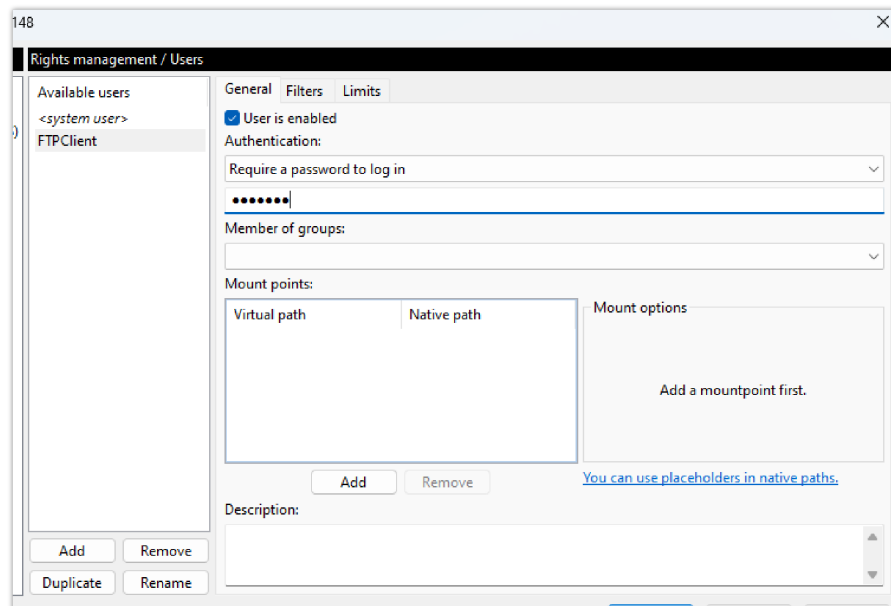 148
Rights management / Users
Available users
<system user>
FTPClient
Add
Remove
Duplicate
Rename
General
Filters
Limits
User is enabled
Authentication:
Require a password to log in
•••••••
Member of groups:
Mount points:
Virtual path
Native path
Mount options
Add a mountpoint first.
Add
Remove
You can use placeholders in native paths.
Description: